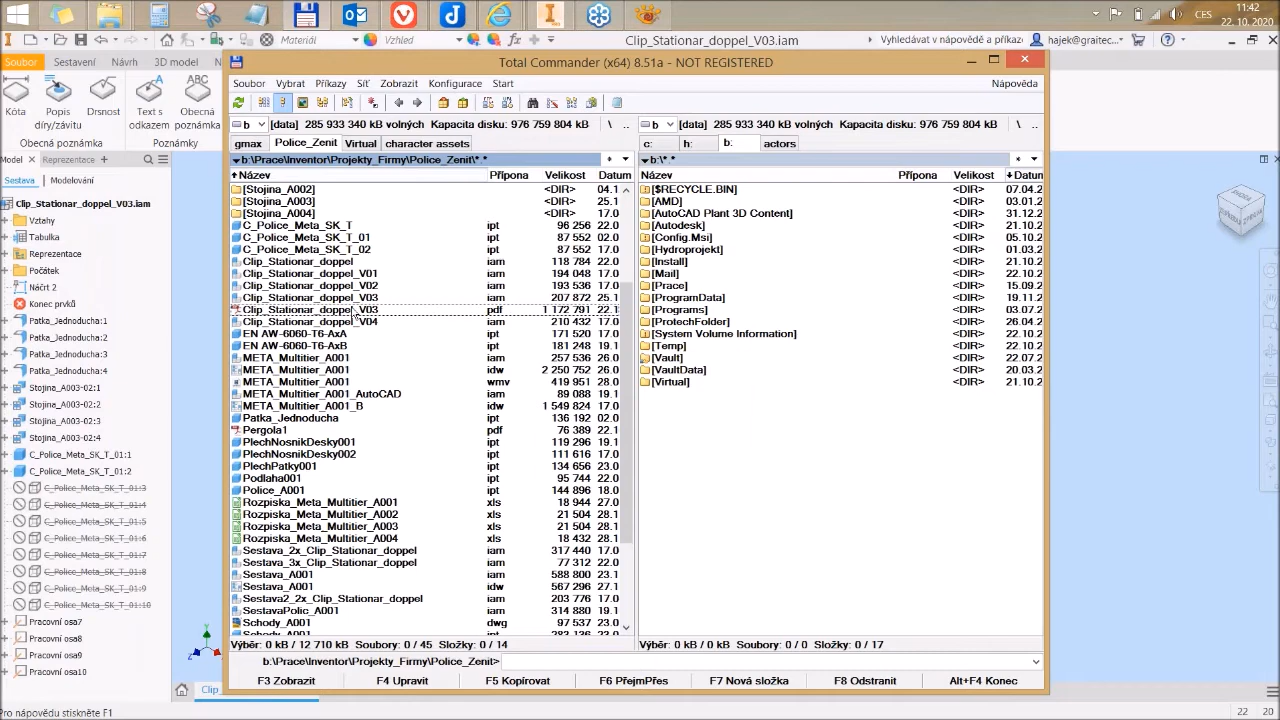 11:42
CES
22. 10. 2020
Materiál
Vzhled
fx
Clip_Stationar_doppel_V03.iam
Vyhledávat v nápovědě a příkaz
hajek@graitec
Soubor
Sestavení
Návrh
3D model
Kóta
Popis díry/závitu
Drsnost
Text s odkazem
Obecná poznámka
Obecná poznámka
Poznámky
Model
Reprezentace
Sestava
Modelování
Clip_Stationar_doppel_V03.iam
Vztahy
Tabulka
Reprezentace
Počátek
Náčrt 2
Konec prvků
Patka_Jednoducha:1
Patka_Jednoducha:2
Patka_Jednoducha:3
Patka_Jednoducha:4
Stojina_A003-02:1
Stojina_A003-02:2
Stojina_A003-02:3
Stojina_A003-02:4
C_Police_Meta_SK_T_01:1
C_Police_Meta_SK_T_01:2
C_Police_Meta_SK_T_01:3
C_Police_Meta_SK_T_01:4
C_Police_Meta_SK_T_01:5
C_Police_Meta_SK_T_01:6
C_Police_Meta_SK_T_01:7
C_Police_Meta_SK_T_01:8
C_Police_Meta_SK_T_01:9
C_Police_Meta_SK_T_01:10
Pracovní osa7
Pracovní osa8
Pracovní osa9
Pracovní osa10
Total Commander (x64) 8.51a - NOT REGISTERED
Soubor Vybrat Příkazy Síť Zobrazit Konfigurace Start Nápověda
b [data] 285 933 340 kB volných Kapacita disku: 976 759 804 kB \ ..
gmax Police_Zenit Virtual character assets
b:\Prace\Inventor\Projekty_Firmy\Police_Zenit\*.*
Název Přípona Velikost Datum
[Stojina_A002] <DIR> 04.1
[Stojina_A003] <DIR> 25.1
[Stojina_A004] <DIR> 17.0
C_Police_Meta_SK_T ipt 96 256 22.0
C_Police_Meta_SK_T_01 ipt 87 552 02.0
C_Police_Meta_SK_T_02 ipt 87 552 17.0
Clip_Stationar_doppel iam 118 784 22.0
Clip_Stationar_doppel_V01 iam 194 048 17.0
Clip_Stationar_doppel_V02 iam 193 536 17.0
Clip_Stationar_doppel_V03 iam 207 872 25.1
Clip_Stationar_doppel_V03 pdf 1 172 791 22.1
Clip_Stationar_doppel_V04 iam 210 432 17.0
EN AW-6060-T6-AxA ipt 171 520 17.0
EN AW-6060-T6-AxB ipt 181 248 19.1
META_Multitier_A001 iam 257 536 26.0
META_Multitier_A001 idw 2 250 752 26.0
META_Multitier_A001 wmv 419 951 28.0
META_Multitier_A001_AutoCAD iam 89 088 19.1
META_Multitier_A001_B idw 1 549 824 17.0
Patka_Jednoducha ipt 136 192 02.0
Pergola1 pdf 76 389 22.1
PlechNosnikDesky001 ipt 119 296 19.1
PlechNosnikDesky002 ipt 111 616 17.0
PlechPatky001 ipt 134 656 23.0
Podlaha001 ipt 95 744 22.0
Police_A001 ipt 144 896 18.0
Rozpiska_Meta_Multitier_A001 xls 18 944 27.0
Rozpiska_Meta_Multitier_A002 xls 21 504 28.1
Rozpiska_Meta_Multitier_A003 xls 21 504 28.1
Rozpiska_Meta_Multitier_A004 xls 18 432 28.1
Sestava_2x_Clip_Stationar_doppel iam 317 440 17.0
Sestava_3x_Clip_Stationar_doppel iam 77 312 22.0
Sestava_A001 iam 588 800 23.1
Sestava_A001 idw 567 296 27.1
Sestava2_2x_Clip_Stationar_doppel iam 203 776 17.0
SestavaPolic_A001 iam 314 880 19.1
Schody_A001 dwg 97 537 23.0
Výběr: 0 kB / 12 710 kB Soubory: 0 / 45 Složky: 0 / 14
b [data] 285 933 340 kB volných Kapacita disku: 976 759 804 kB \ ..
c: h: b: actors
b:\*.*
Název Přípona Velikost Datum
[$RECYCLE.BIN] <DIR> 07.04.2
[AMD] <DIR> 03.01.2
[AutoCAD Plant 3D Content] <DIR> 31.12.2
[Autodesk] <DIR> 21.10.2
[Config.Msi] <DIR> 05.10.2
[Hydroprojekt] <DIR> 01.03.2
[Install] <DIR> 22.10.2
[Mail] <DIR> 22.10.2
[Prace] <DIR> 15.09.2
[ProgramData] <DIR> 19.11.2
[Programs] <DIR> 03.07.2
[ProtechFolder] <DIR> 22.10.2
[System Volume Information] <DIR> 22.04.2
[Temp] <DIR> 22.10.2
[Vault] <DIR> 22.07.2
[VaultData] <DIR> 20.03.2
[Virtual] <DIR> 21.10.2
Výběr: 0 kB / 0 kB Soubory: 0 / 0 Složky: 0 / 17
b:\Prace\Inventor\Projekty_Firmy\Police_Zenit>
F3 Zobrazit F4 Upravit F5 Kopírovat F6 PřejmPřes F7 Nová složka F8 Odstranit Alt+F4 Konec
Clip_
Pro nápovědu stiskněte F1
22 20